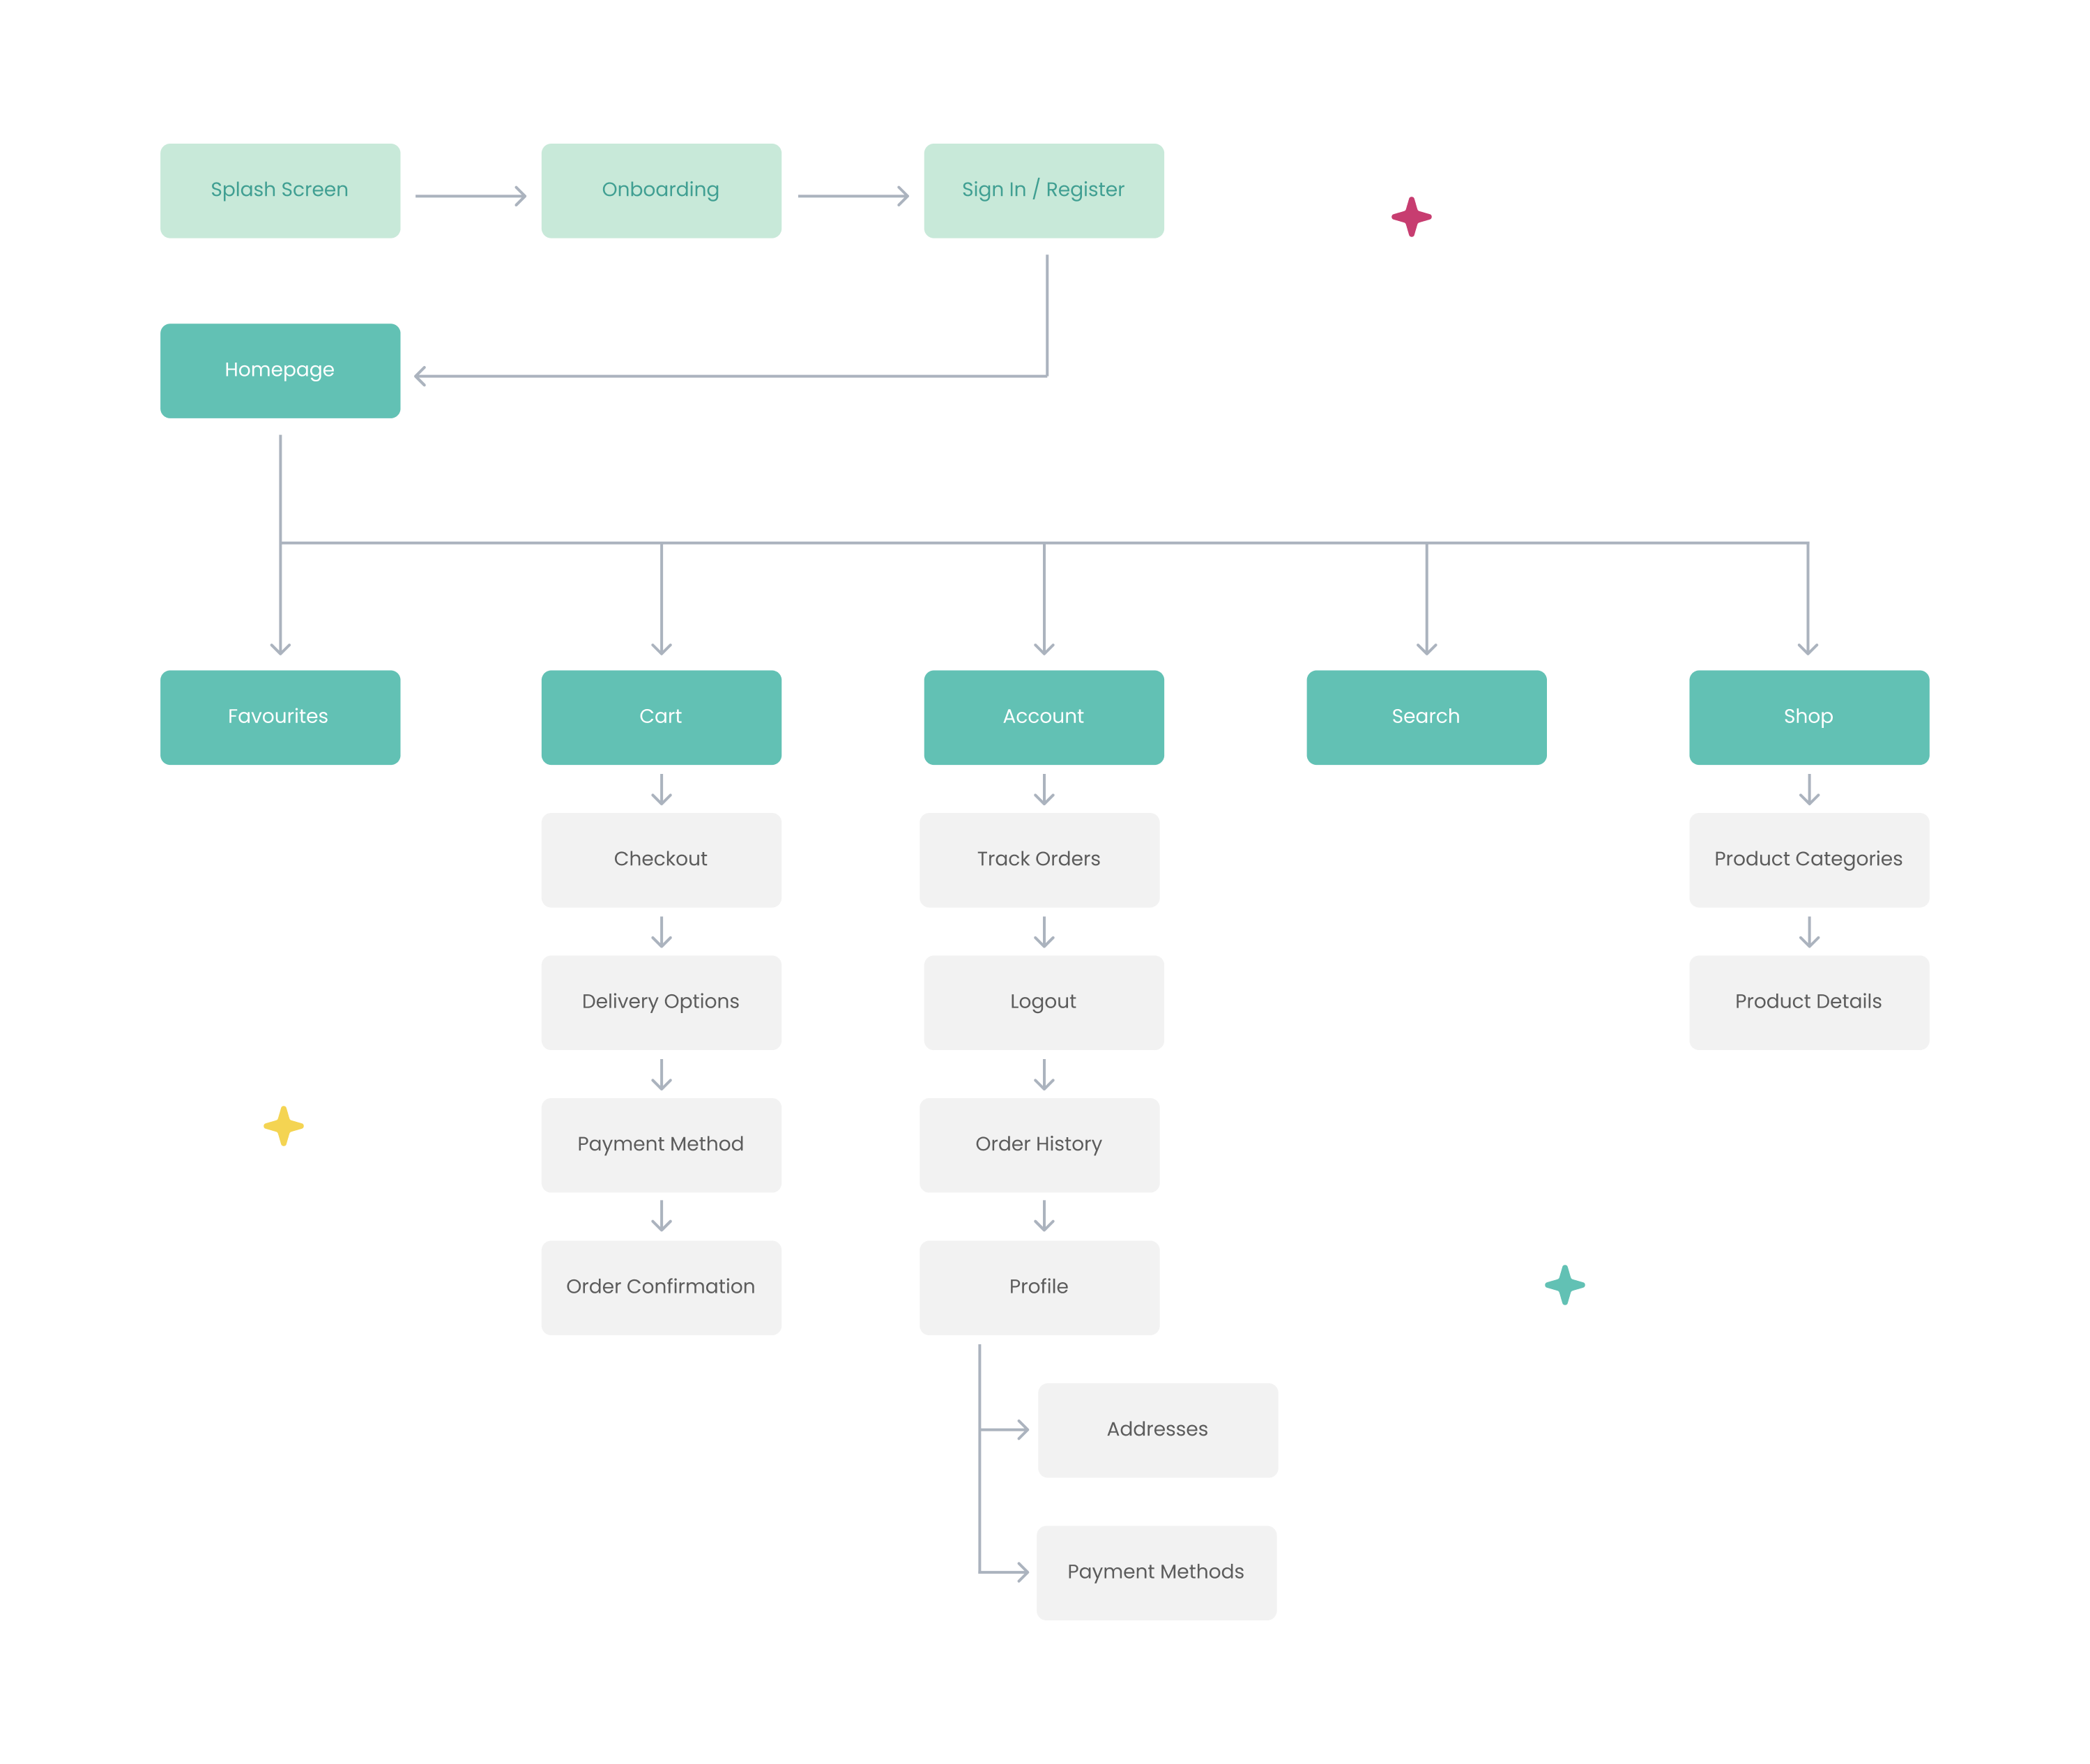 Splash Screen
Onboarding
Sign In / Register
Homepage
Favourites
Cart
Account
Search
Shop
Checkout
Track Orders
Product Categories
Delivery Options
Logout
Product Details
Payment Method
Order History
Order Confirmation
Profile
Addresses
Payment Methods